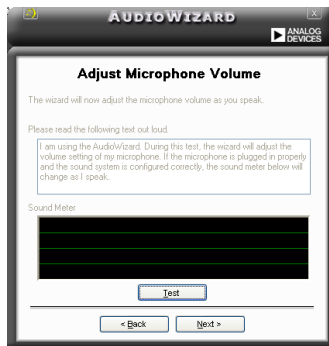 AUDIOWIZARD
ANALOG
DEVICES
Adjust Microphone Volume
The wizard will now adjust the microphone volume as you speak.
Please read the following text out loud.
I am using the AudioWizard. During this test, the wizard will adjust the
volume setting of my microphone. If the microphone is plugged in properly
and the sound system is configured correctly, the sound meter below will
change as I speak.
Sound Meter
Test
< Back Next >